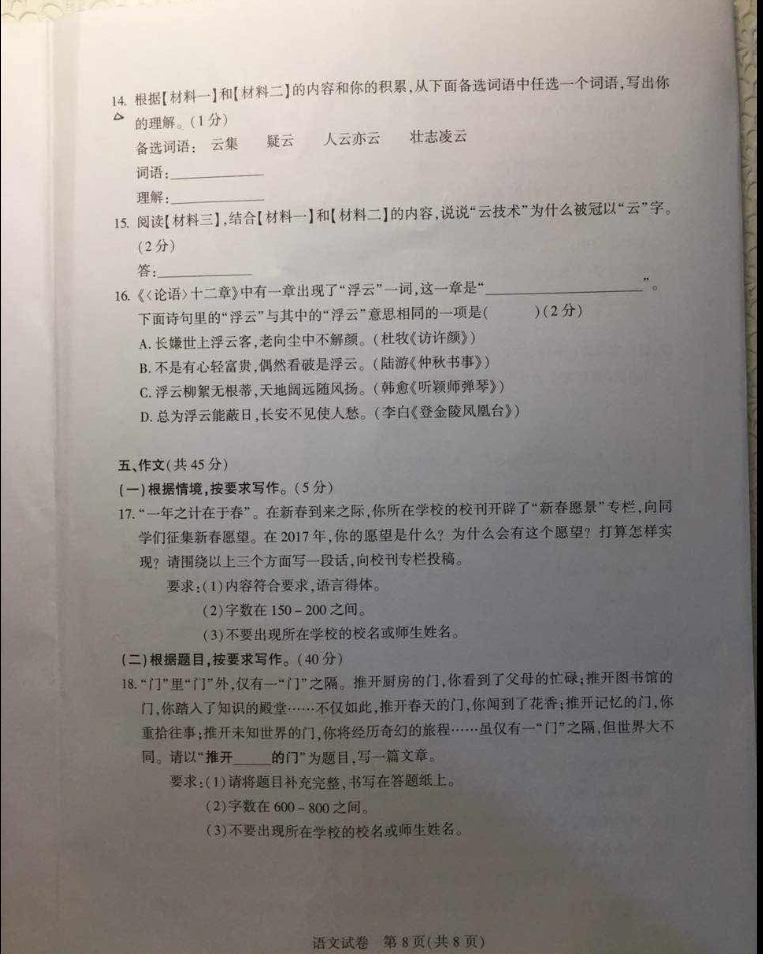 14. 根据【材料一】和【材料二】的内容和你的积累,从下面备选词语中任选一个词语,写出你
的理解。(1分)
备选词语: 云集 疑云 人云亦云 壮志凌云
词语:____________
理解:____________
15. 阅读【材料三】,结合【材料一】和【材料二】的内容,说说“云技术”为什么被冠以“云”字。
(2分)
答:____________
16.《〈论语〉十二章》中有一章出现了“浮云”一词,这一章是“____________________”。
下面诗句里的“浮云”与其中的“浮云”意思相同的一项是( )(2分)
A. 长嫌世上浮云客,老向尘中不解颜。(杜牧《访许颜》)
B. 不是有心轻富贵,偶然看破是浮云。(陆游《仲秋书事》)
C. 浮云柳絮无根蒂,天地阔远随风扬。(韩愈《听颖师弹琴》)
D. 总为浮云能蔽日,长安不见使人愁。(李白《登金陵凤凰台》)
五、作文(共45分)
(一)根据情境,按要求写作。(5分)
17.“一年之计在于春”。在新春到来之际,你所在学校的校刊开辟了“新春愿景”专栏,向同
学们征集新春愿望。在2017年,你的愿望是什么?为什么会有这个愿望?打算怎样实
现?请围绕以上三个方面写一段话,向校刊专栏投稿。
要求:(1)内容符合要求,语言得体。
(2)字数在150-200之间。
(3)不要出现所在学校的校名或师生姓名。
(二)根据题目,按要求写作。(40分)
18.“门”里“门”外,仅有一“门”之隔。推开厨房的门,你看到了父母的忙碌;推开图书馆的
门,你踏入了知识的殿堂……不仅如此,推开春天的门,你闻到了花香;推开记忆的门,你
重拾往事;推开未知世界的门,你将经历奇幻的旅程……虽仅有一“门”之隔,但世界大不
同。请以“推开_____的门”为题目,写一篇文章。
要求:(1)请将题目补充完整,书写在答题纸上。
(2)字数在600-800之间。
(3)不要出现所在学校的校名或师生姓名。
语文试卷 第8页(共8页)